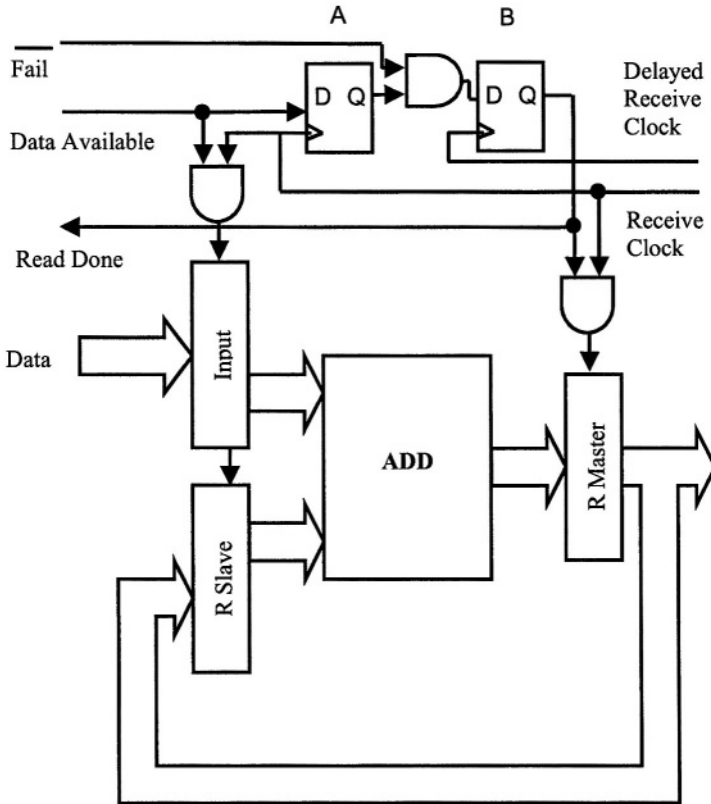 A
B
Fail
D Q
D Q
Delayed
Receive
Clock
Data Available
Read Done
Receive
Clock
Data
Input
ADD
R Master
R Slave